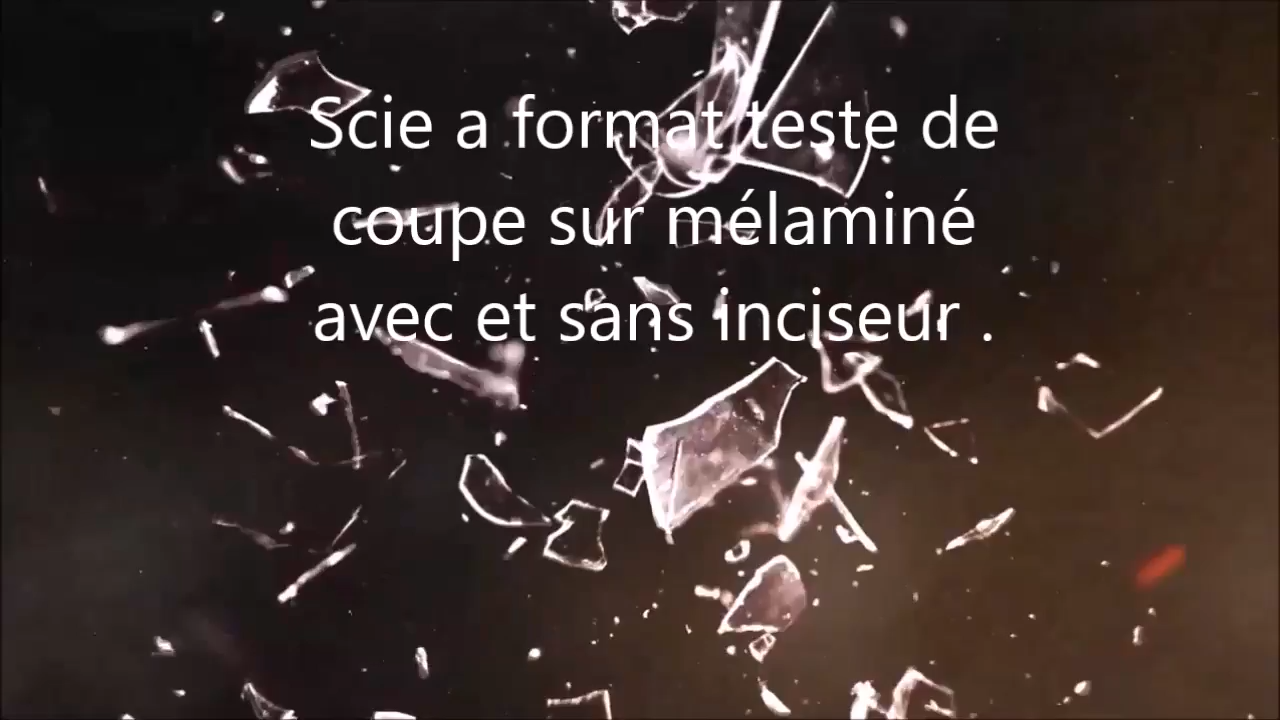 Scie a format teste de
coupe sur mélaminé
avec et sans inciseur .